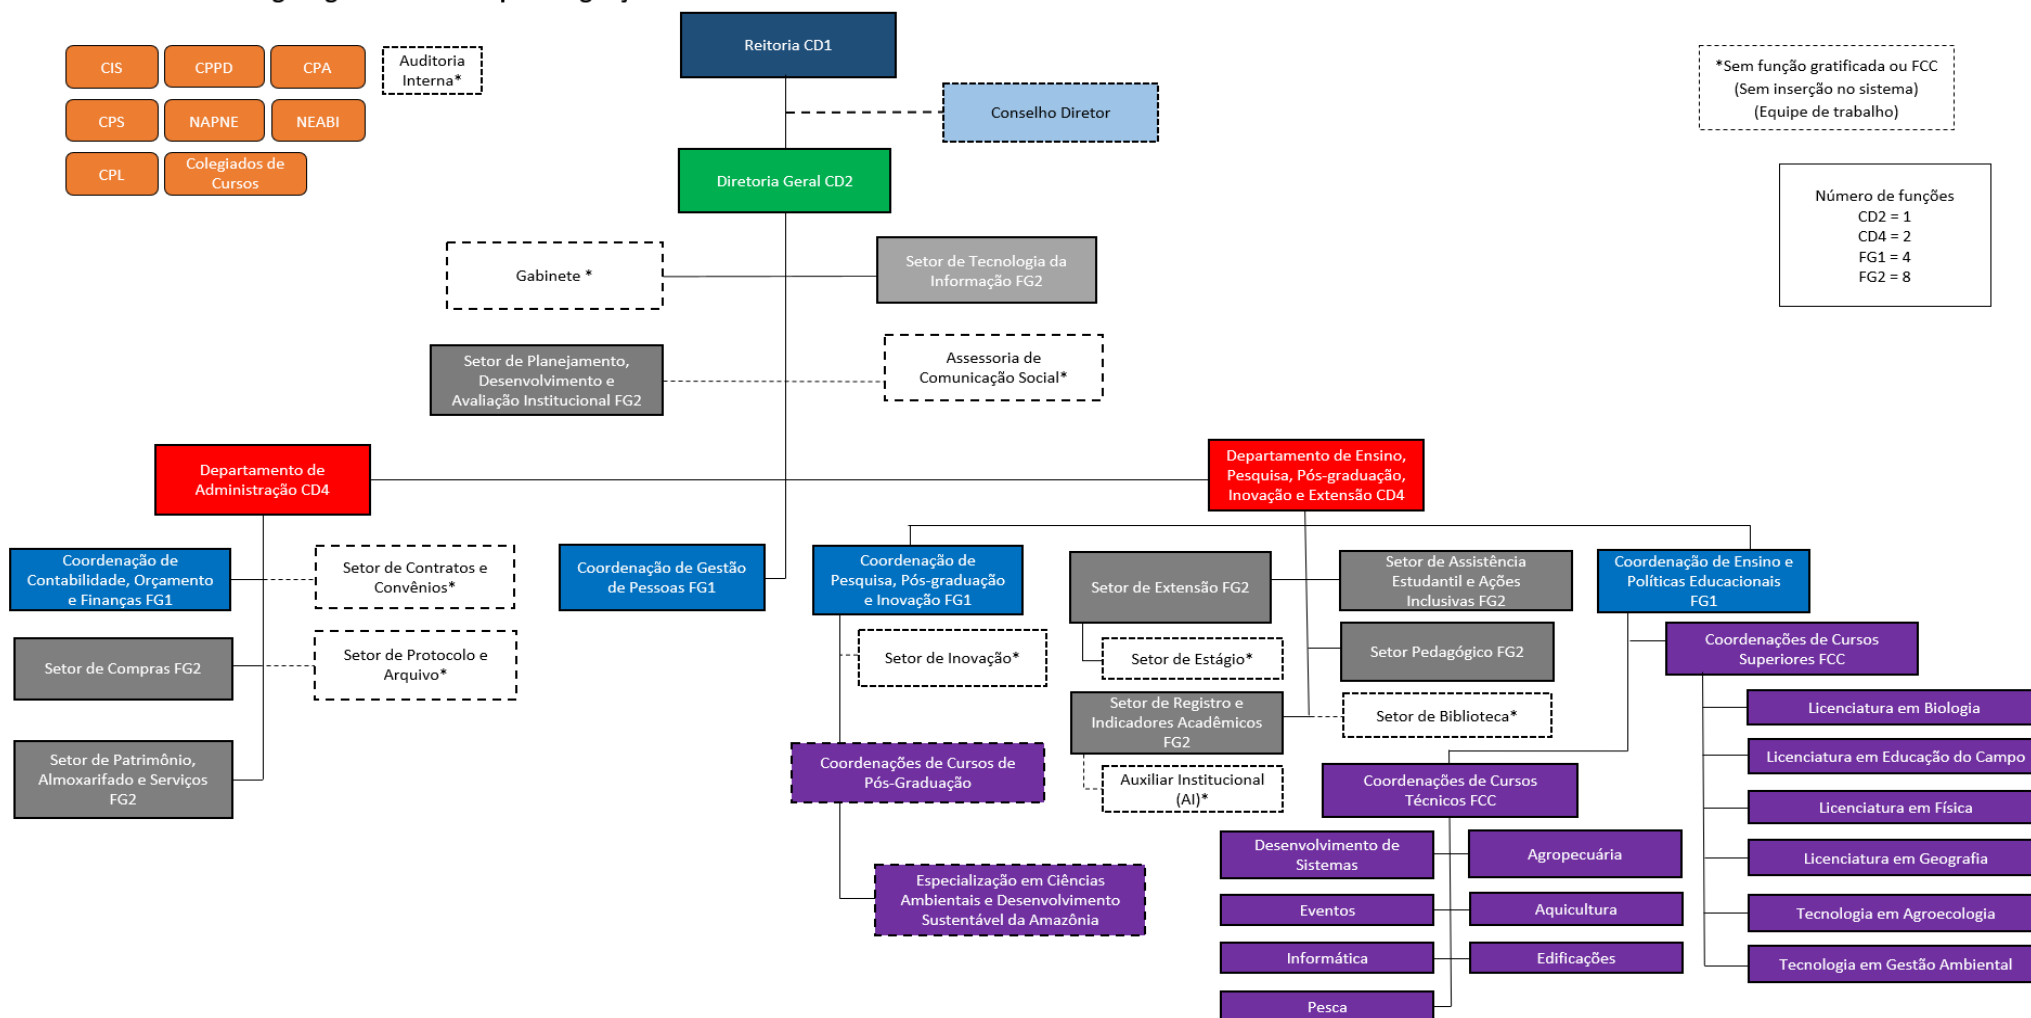 Reitoria CD1
CIS
CPPD
CPA
Auditoria
Interna*
*Sem função gratificada ou FCC
(Sem inserção no sistema)
(Equipe de trabalho)
CPS
NAPNE
NEABI
Conselho Diretor
CPL
Colegiados de
Cursos
Diretoria Geral CD2
Número de funções
CD2 = 1
CD4 = 2
FG1 = 4
FG2 = 8
Gabinete *
Setor de Tecnologia da
Informação FG2
Setor de Planejamento,
Desenvolvimento e
Avaliação Institucional FG2
Assessoria de
Comunicação Social*
Departamento de
Administração CD4
Departamento de Ensino,
Pesquisa, Pós-graduação,
Inovação e Extensão CD4
Coordenação de
Contabilidade, Orçamento
e Finanças FG1
Setor de Contratos e
Convênios*
Coordenação de Gestão
de Pessoas FG1
Coordenação de
Pesquisa, Pós-graduação
e Inovação FG1
Setor de Extensão FG2
Setor de Assistência
Estudantil e Ações
Inclusivas FG2
Coordenação de Ensino e
Políticas Educacionais
FG1
Setor de Compras FG2
Setor de Protocolo e
Arquivo*
Setor de Inovação*
Setor de Estágio*
Setor Pedagógico FG2
Coordenações de Cursos
Superiores FCC
Setor de Registro e
Indicadores Acadêmicos
FG2
Setor de Biblioteca*
Licenciatura em Biologia
Setor de Patrimônio,
Almoxarifado e Serviços
FG2
Coordenações de Cursos de
Pós-Graduação
Auxiliar Institucional
(AI)*
Coordenações de Cursos
Técnicos FCC
Licenciatura em Educação do Campo
Licenciatura em Física
Desenvolvimento de
Sistemas
Agropecuária
Licenciatura em Geografia
Especialização em Ciências
Ambientais e Desenvolvimento
Sustentável da Amazônia
Eventos
Aquicultura
Tecnologia em Agroecologia
Informática
Edificações
Tecnologia em Gestão Ambiental
Pesca